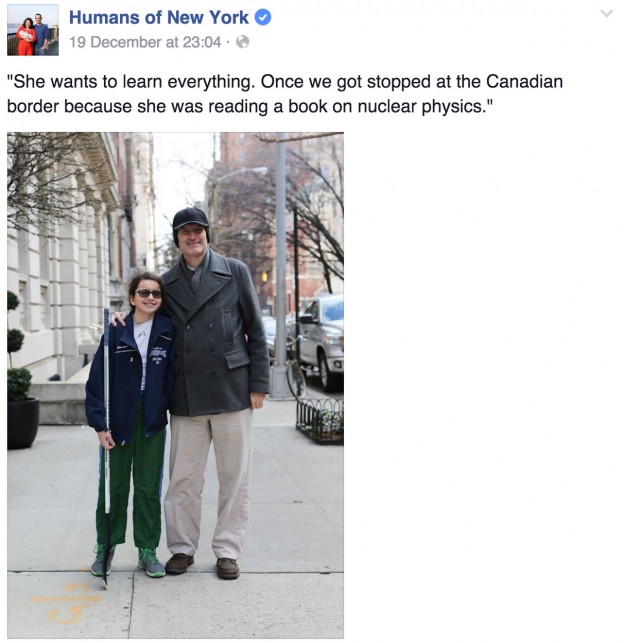 Humans of New York
19 December at 23:04 ·
"She wants to learn everything. Once we got stopped at the Canadian
border because she was reading a book on nuclear physics."